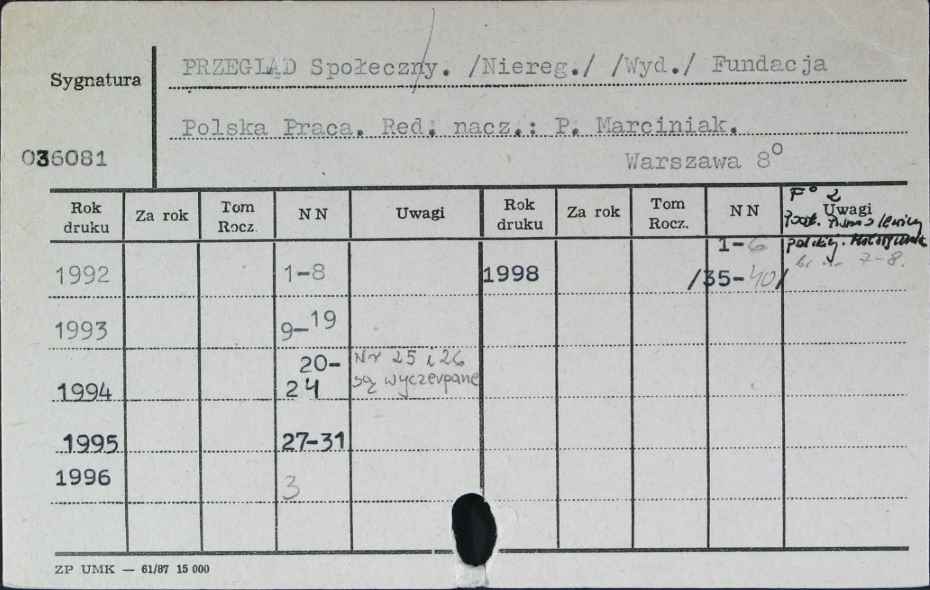 Sygnatura
PRZEGLĄD Społeczny. /Niereg./ /Wyd./ Fundacja
Polska Praca. Red. nacz.: P. Marciniak.
036081
Warszawa 8°
Rok druku Za rok Tom Rocz. NN Uwagi Rok druku Za rok Tom Rocz. NN Uwagi
F° 2
1992 1-8 1998 1-6
/35-40/
7-8.
1993 9-19
1994 20-24 Nr 25 i 26
są wyczerpane
1995 27-31
1996 3
ZP UMK — 61/87 15 000